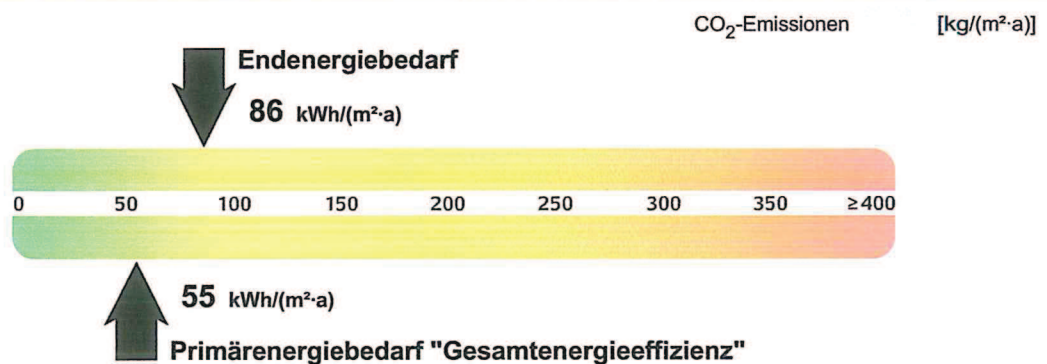 CO₂-Emissionen [kg/(m²·a)]
Endenergiebedarf
86 kWh/(m²·a)
0 50 100 150 200 250 300 350 ≥400
55 kWh/(m²·a)
Primärenergiebedarf "Gesamtenergieeffizienz"